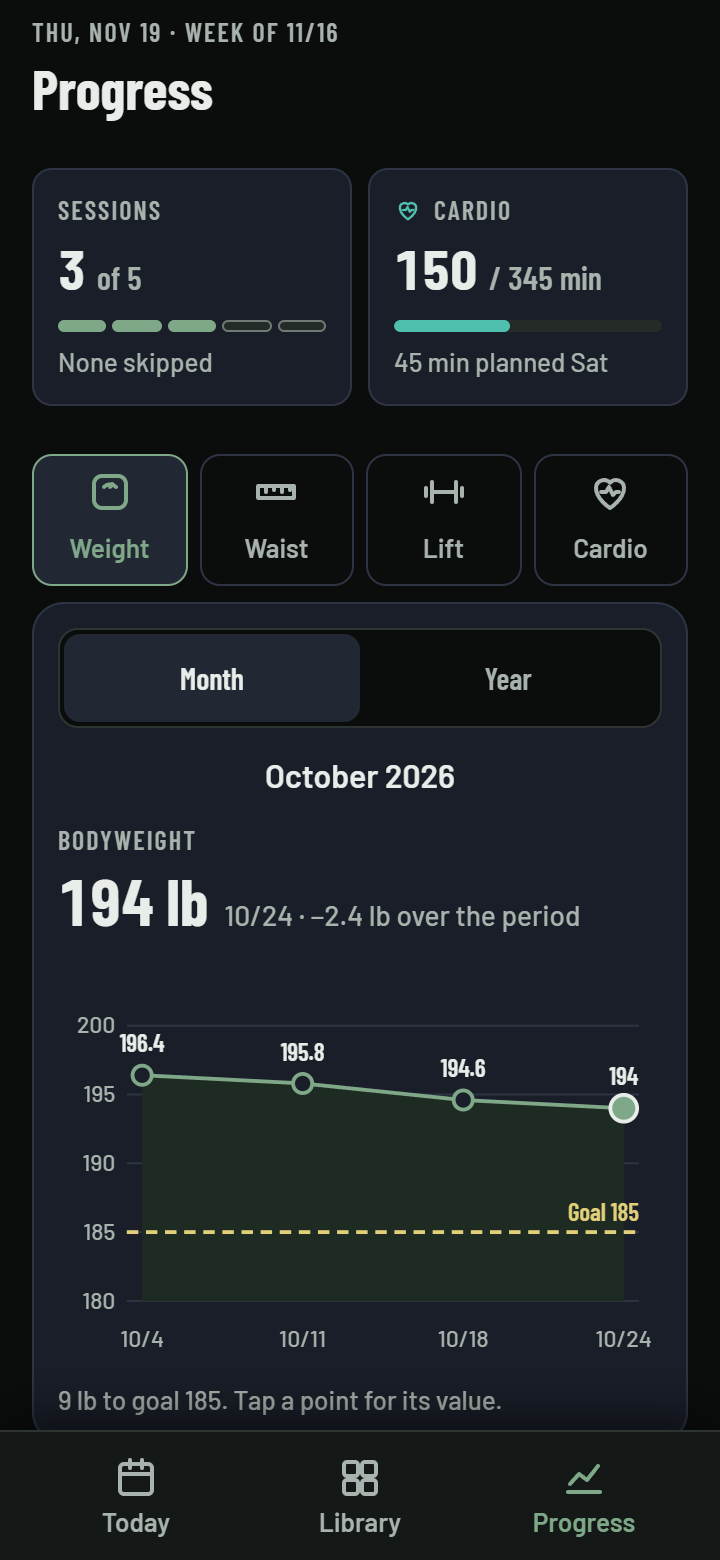 THU, NOV 19 · WEEK OF 11/16
Progress
SESSIONS
3 of 5
None skipped
CARDIO
150 / 345 min
45 min planned Sat
Weight
Waist
Lift
Cardio
Month
Year
October 2026
BODYWEIGHT
194 lb 10/24 · −2.4 lb over the period
200
195
190
185
180
196.4
195.8
194.6
194
Goal 185
10/4
10/11
10/18
10/24
9 lb to goal 185. Tap a point for its value.
Today
Library
Progress